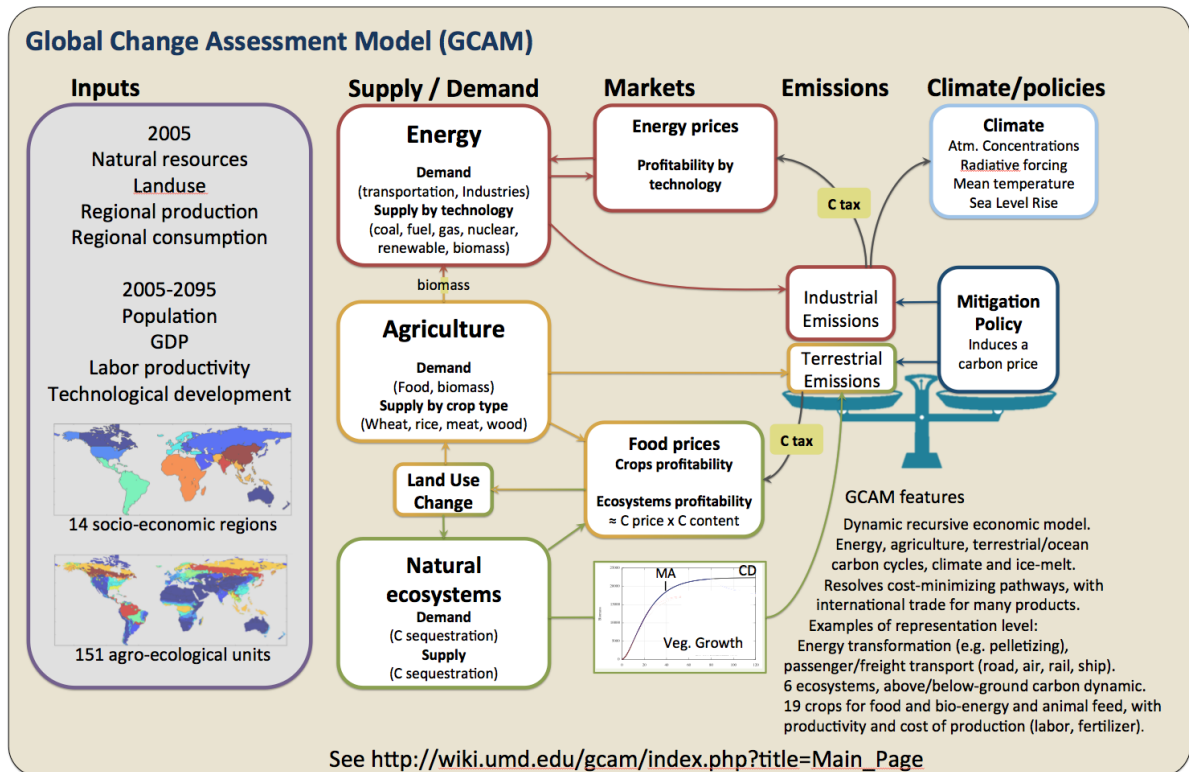 Global Change Assessment Model (GCAM)
Inputs
2005
Natural resources
Landuse
Regional production
Regional consumption
2005-2095
Population
GDP
Labor productivity
Technological development
14 socio-economic regions
151 agro-ecological units
Supply / Demand
Energy
Demand
(transportation, Industries)
Supply by technology
(coal, fuel, gas, nuclear,
renewable, biomass)
biomass
Agriculture
Demand
(Food, biomass)
Supply by crop type
(Wheat, rice, meat, wood)
Land Use
Change
Natural
ecosystems
Demand
(C sequestration)
Supply
(C sequestration)
Markets
Energy prices
Profitability by
technology
Food prices
Crops profitability
Ecosystems profitability
≈ C price x C content
MA
CD
Veg. Growth
0
20
40
60
80
100
120
Emissions
C tax
Industrial
Emissions
Terrestrial
Emissions
C tax
Climate/policies
Climate
Atm. Concentrations
Radiative forcing
Mean temperature
Sea Level Rise
Mitigation
Policy
Induces a
carbon price
GCAM features
Dynamic recursive economic model.
Energy, agriculture, terrestrial/ocean
carbon cycles, climate and ice-melt.
Resolves cost-minimizing pathways, with
international trade for many products.
Examples of representation level:
Energy transformation (e.g. pelletizing),
passenger/freight transport (road, air, rail, ship).
6 ecosystems, above/below-ground carbon dynamic.
19 crops for food and bio-energy and animal feed, with
productivity and cost of production (labor, fertilizer).
See http://wiki.umd.edu/gcam/index.php?title=Main_Page